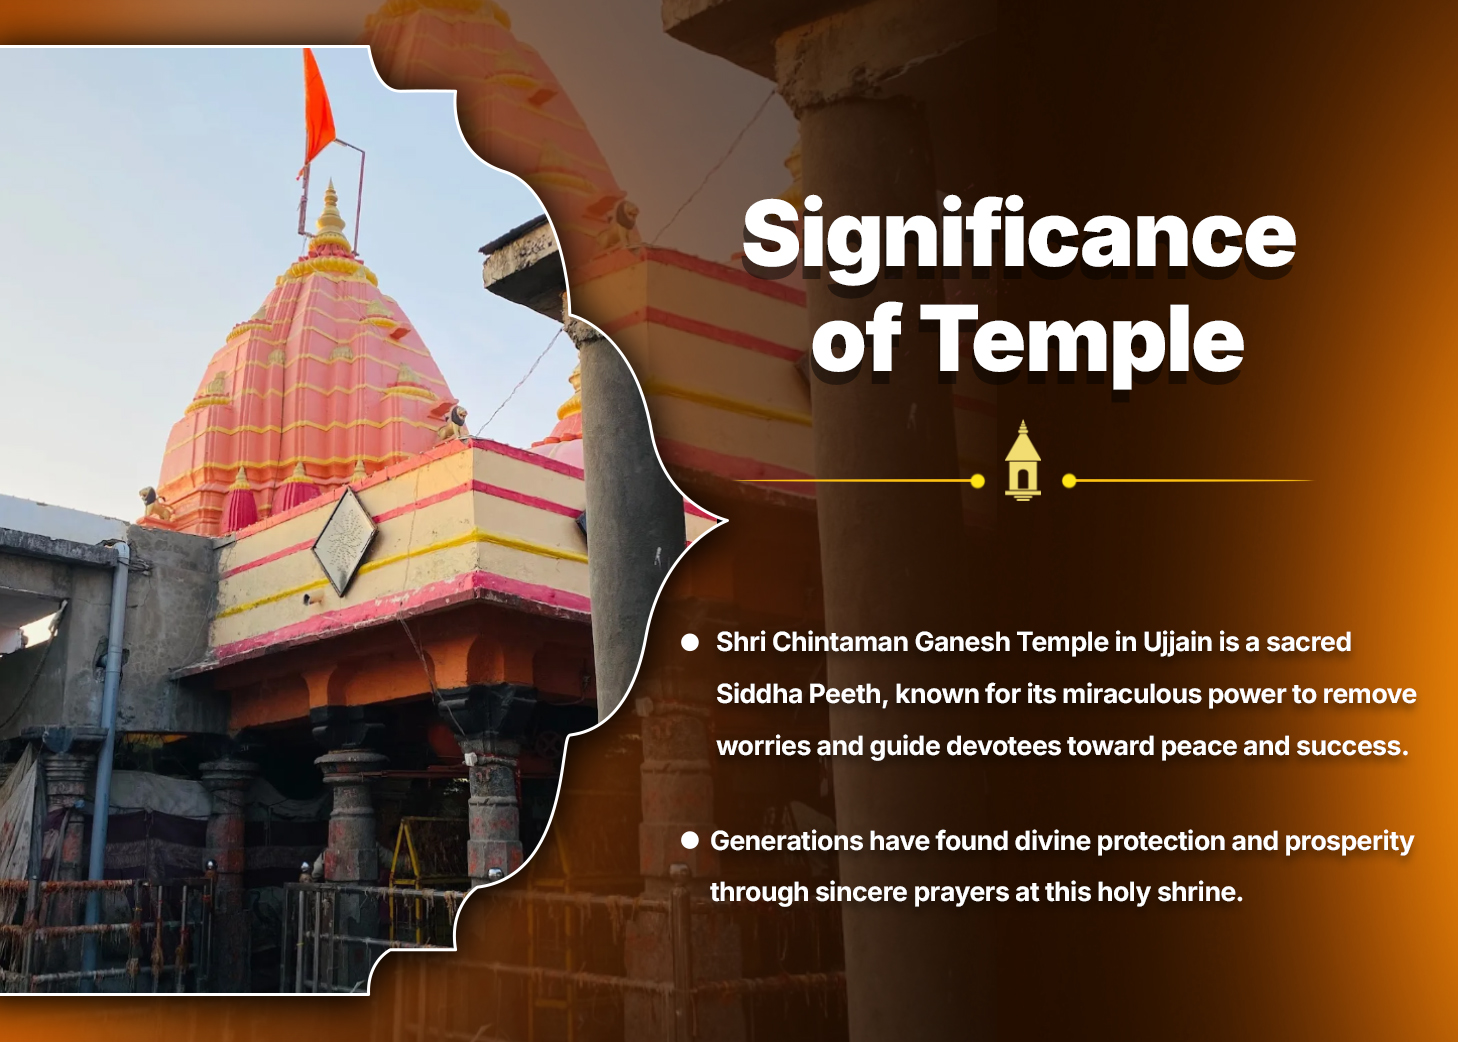 Significance
of Temple
Shri Chintaman Ganesh Temple in Ujjain is a sacred
Siddha Peeth, known for its miraculous power to remove
worries and guide devotees toward peace and success.
Generations have found divine protection and prosperity
through sincere prayers at this holy shrine.